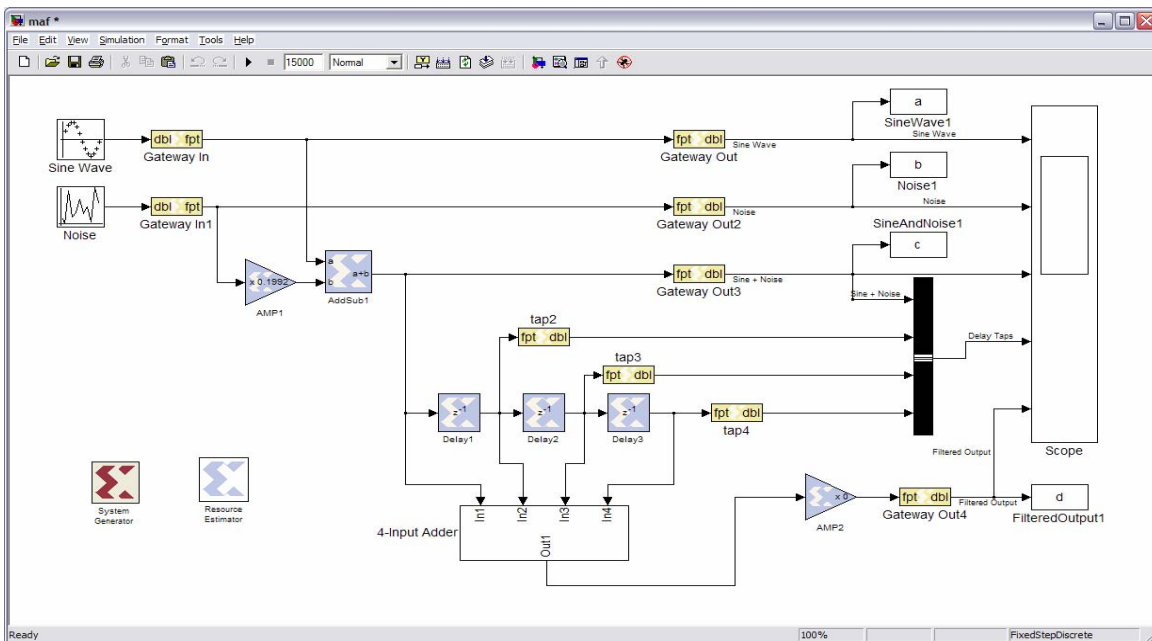 maf *
File Edit View Simulation Format Tools Help
15000 Normal
a
SineWave1
Sine Wave
dbl fpt
Gateway In
fpt dbl
Gateway Out
Sine Wave
Sine Wave
b
Noise1
Noise
dbl fpt
Gateway In1
fpt dbl
Gateway Out2
Noise
Noise
SineAndNoise1
c
x 0.1992
AMP1
a
b
a+b
AddSub1
fpt dbl
Gateway Out3
Sine + Noise
Sine + Noise
tap2
fpt dbl
Delay Taps
tap3
fpt dbl
z-1
Delay1
z-1
Delay2
z-1
Delay3
fpt dbl
tap4
Scope
Filtered Output
System
Generator
Resource
Estimator
4-Input Adder
In1
In2
In3
In4
Out1
x 0
AMP2
fpt dbl
Gateway Out4
Filtered Output
d
FilteredOutput1
Ready 100% FixedStepDiscrete